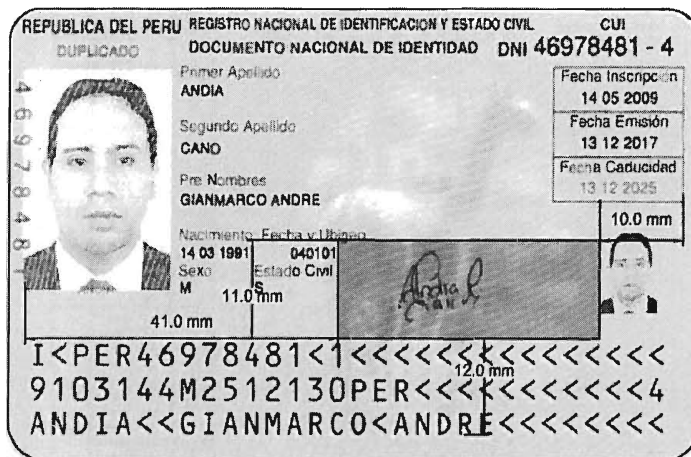 REPUBLICA DEL PERU REGISTRO NACIONAL DE IDENTIFICACION Y ESTADO CIVIL CUI
DUPLICADO DOCUMENTO NACIONAL DE IDENTIDAD DNI 46978481 - 4
Primer Apellido
ANDIA
Segundo Apellido
CANO
Pre Nombres
GIANMARCO ANDRE
Nacimiento: Fecha y Ubigeo
14 03 1991 040101
Sexo Estado Civil
M S
46978481
Fecha Inscripción
14 05 2009
Fecha Emisión
13 12 2017
Fecha Caducidad
13 12 2025
10.0 mm
11.0 mm
41.0 mm
Andia
12.0 mm
I<PER46978481<1<<<<<<<<<<<<<<<
9103144M2512130PER<<<<<<<<<<<4
ANDIA<<GIANMARCO<ANDRE<<<<<<<<